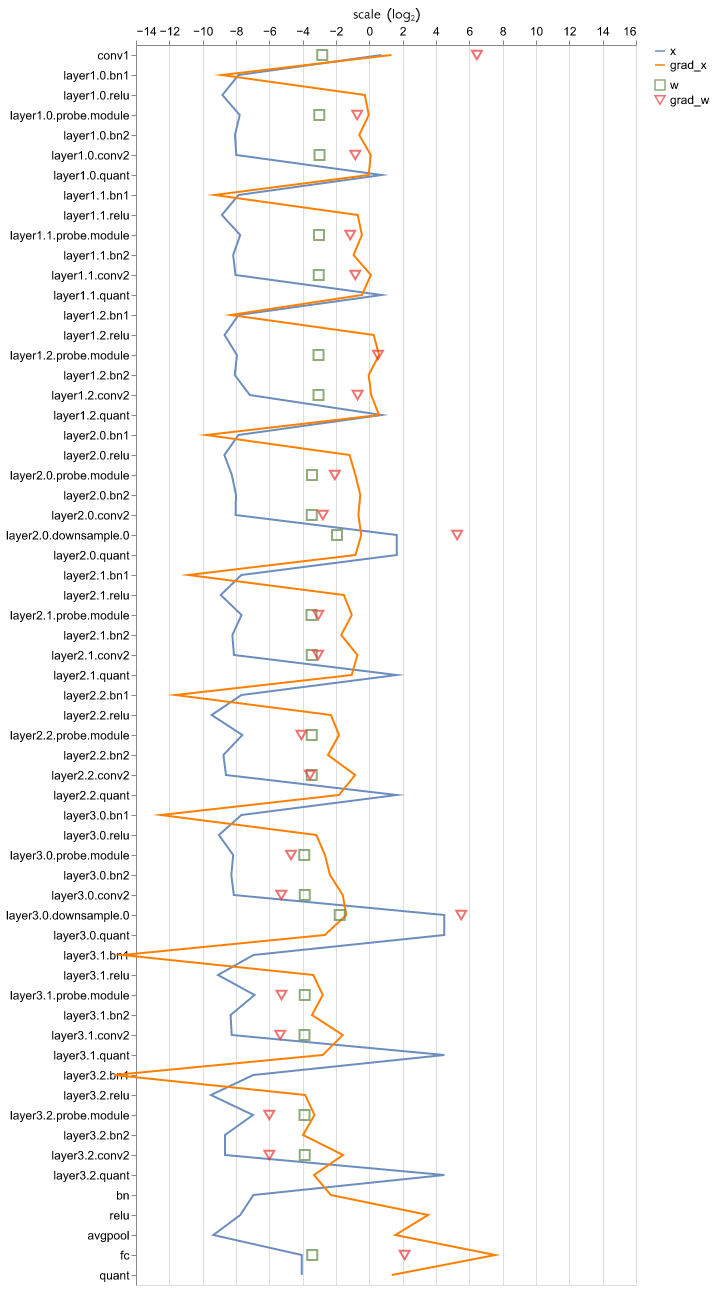 scale (log₂)
−14 −12 −10 −8 −6 −4 −2 0 2 4 6 8 10 12 14 16
x
grad_x
w
grad_w
conv1
layer1.0.bn1
layer1.0.relu
layer1.0.probe.module
layer1.0.bn2
layer1.0.conv2
layer1.0.quant
layer1.1.bn1
layer1.1.relu
layer1.1.probe.module
layer1.1.bn2
layer1.1.conv2
layer1.1.quant
layer1.2.bn1
layer1.2.relu
layer1.2.probe.module
layer1.2.bn2
layer1.2.conv2
layer1.2.quant
layer2.0.bn1
layer2.0.relu
layer2.0.probe.module
layer2.0.bn2
layer2.0.conv2
layer2.0.downsample.0
layer2.0.quant
layer2.1.bn1
layer2.1.relu
layer2.1.probe.module
layer2.1.bn2
layer2.1.conv2
layer2.1.quant
layer2.2.bn1
layer2.2.relu
layer2.2.probe.module
layer2.2.bn2
layer2.2.conv2
layer2.2.quant
layer3.0.bn1
layer3.0.relu
layer3.0.probe.module
layer3.0.bn2
layer3.0.conv2
layer3.0.downsample.0
layer3.0.quant
layer3.1.bn1
layer3.1.relu
layer3.1.probe.module
layer3.1.bn2
layer3.1.conv2
layer3.1.quant
layer3.2.bn1
layer3.2.relu
layer3.2.probe.module
layer3.2.bn2
layer3.2.conv2
layer3.2.quant
bn
relu
avgpool
fc
quant